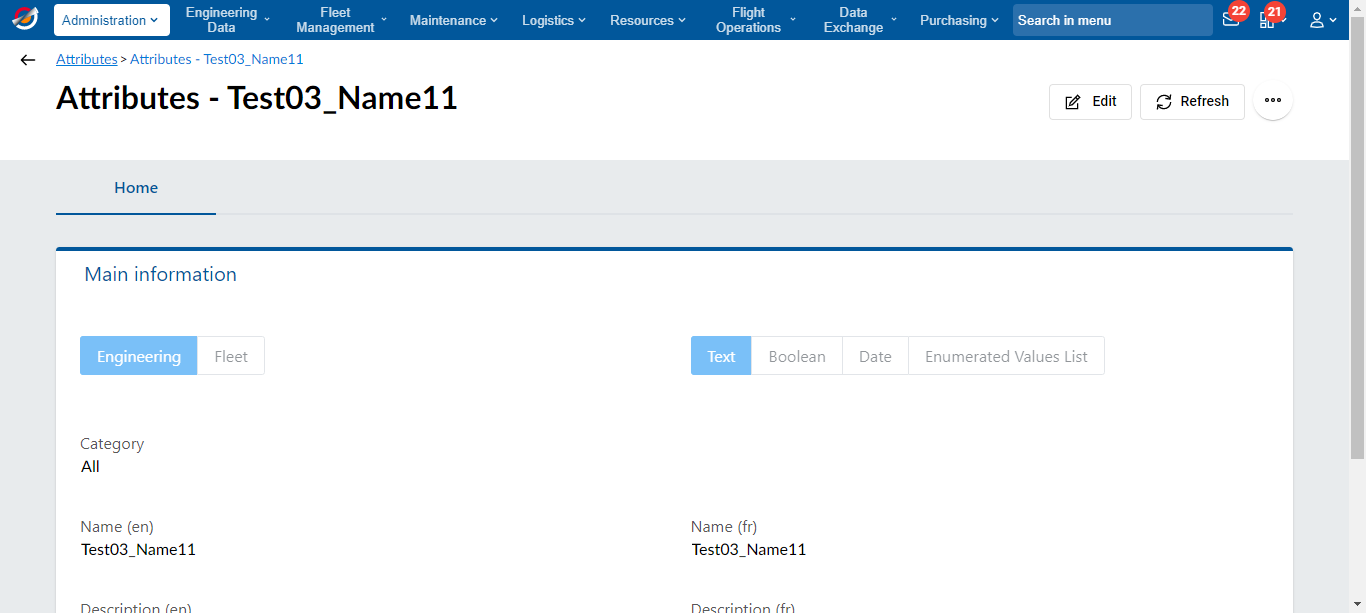 Administration
Engineering
Data
Fleet
Management
Maintenance
Logistics
Resources
Flight
Operations
Data
Exchange
Purchasing
Search in menu
22
21
Attributes > Attributes - Test03_Name11
Attributes - Test03_Name11
Edit
Refresh
Home
Main information
Engineering
Fleet
Text
Boolean
Date
Enumerated Values List
Category
All
Name (en)
Test03_Name11
Name (fr)
Test03_Name11
Description (en)
Description (fr)